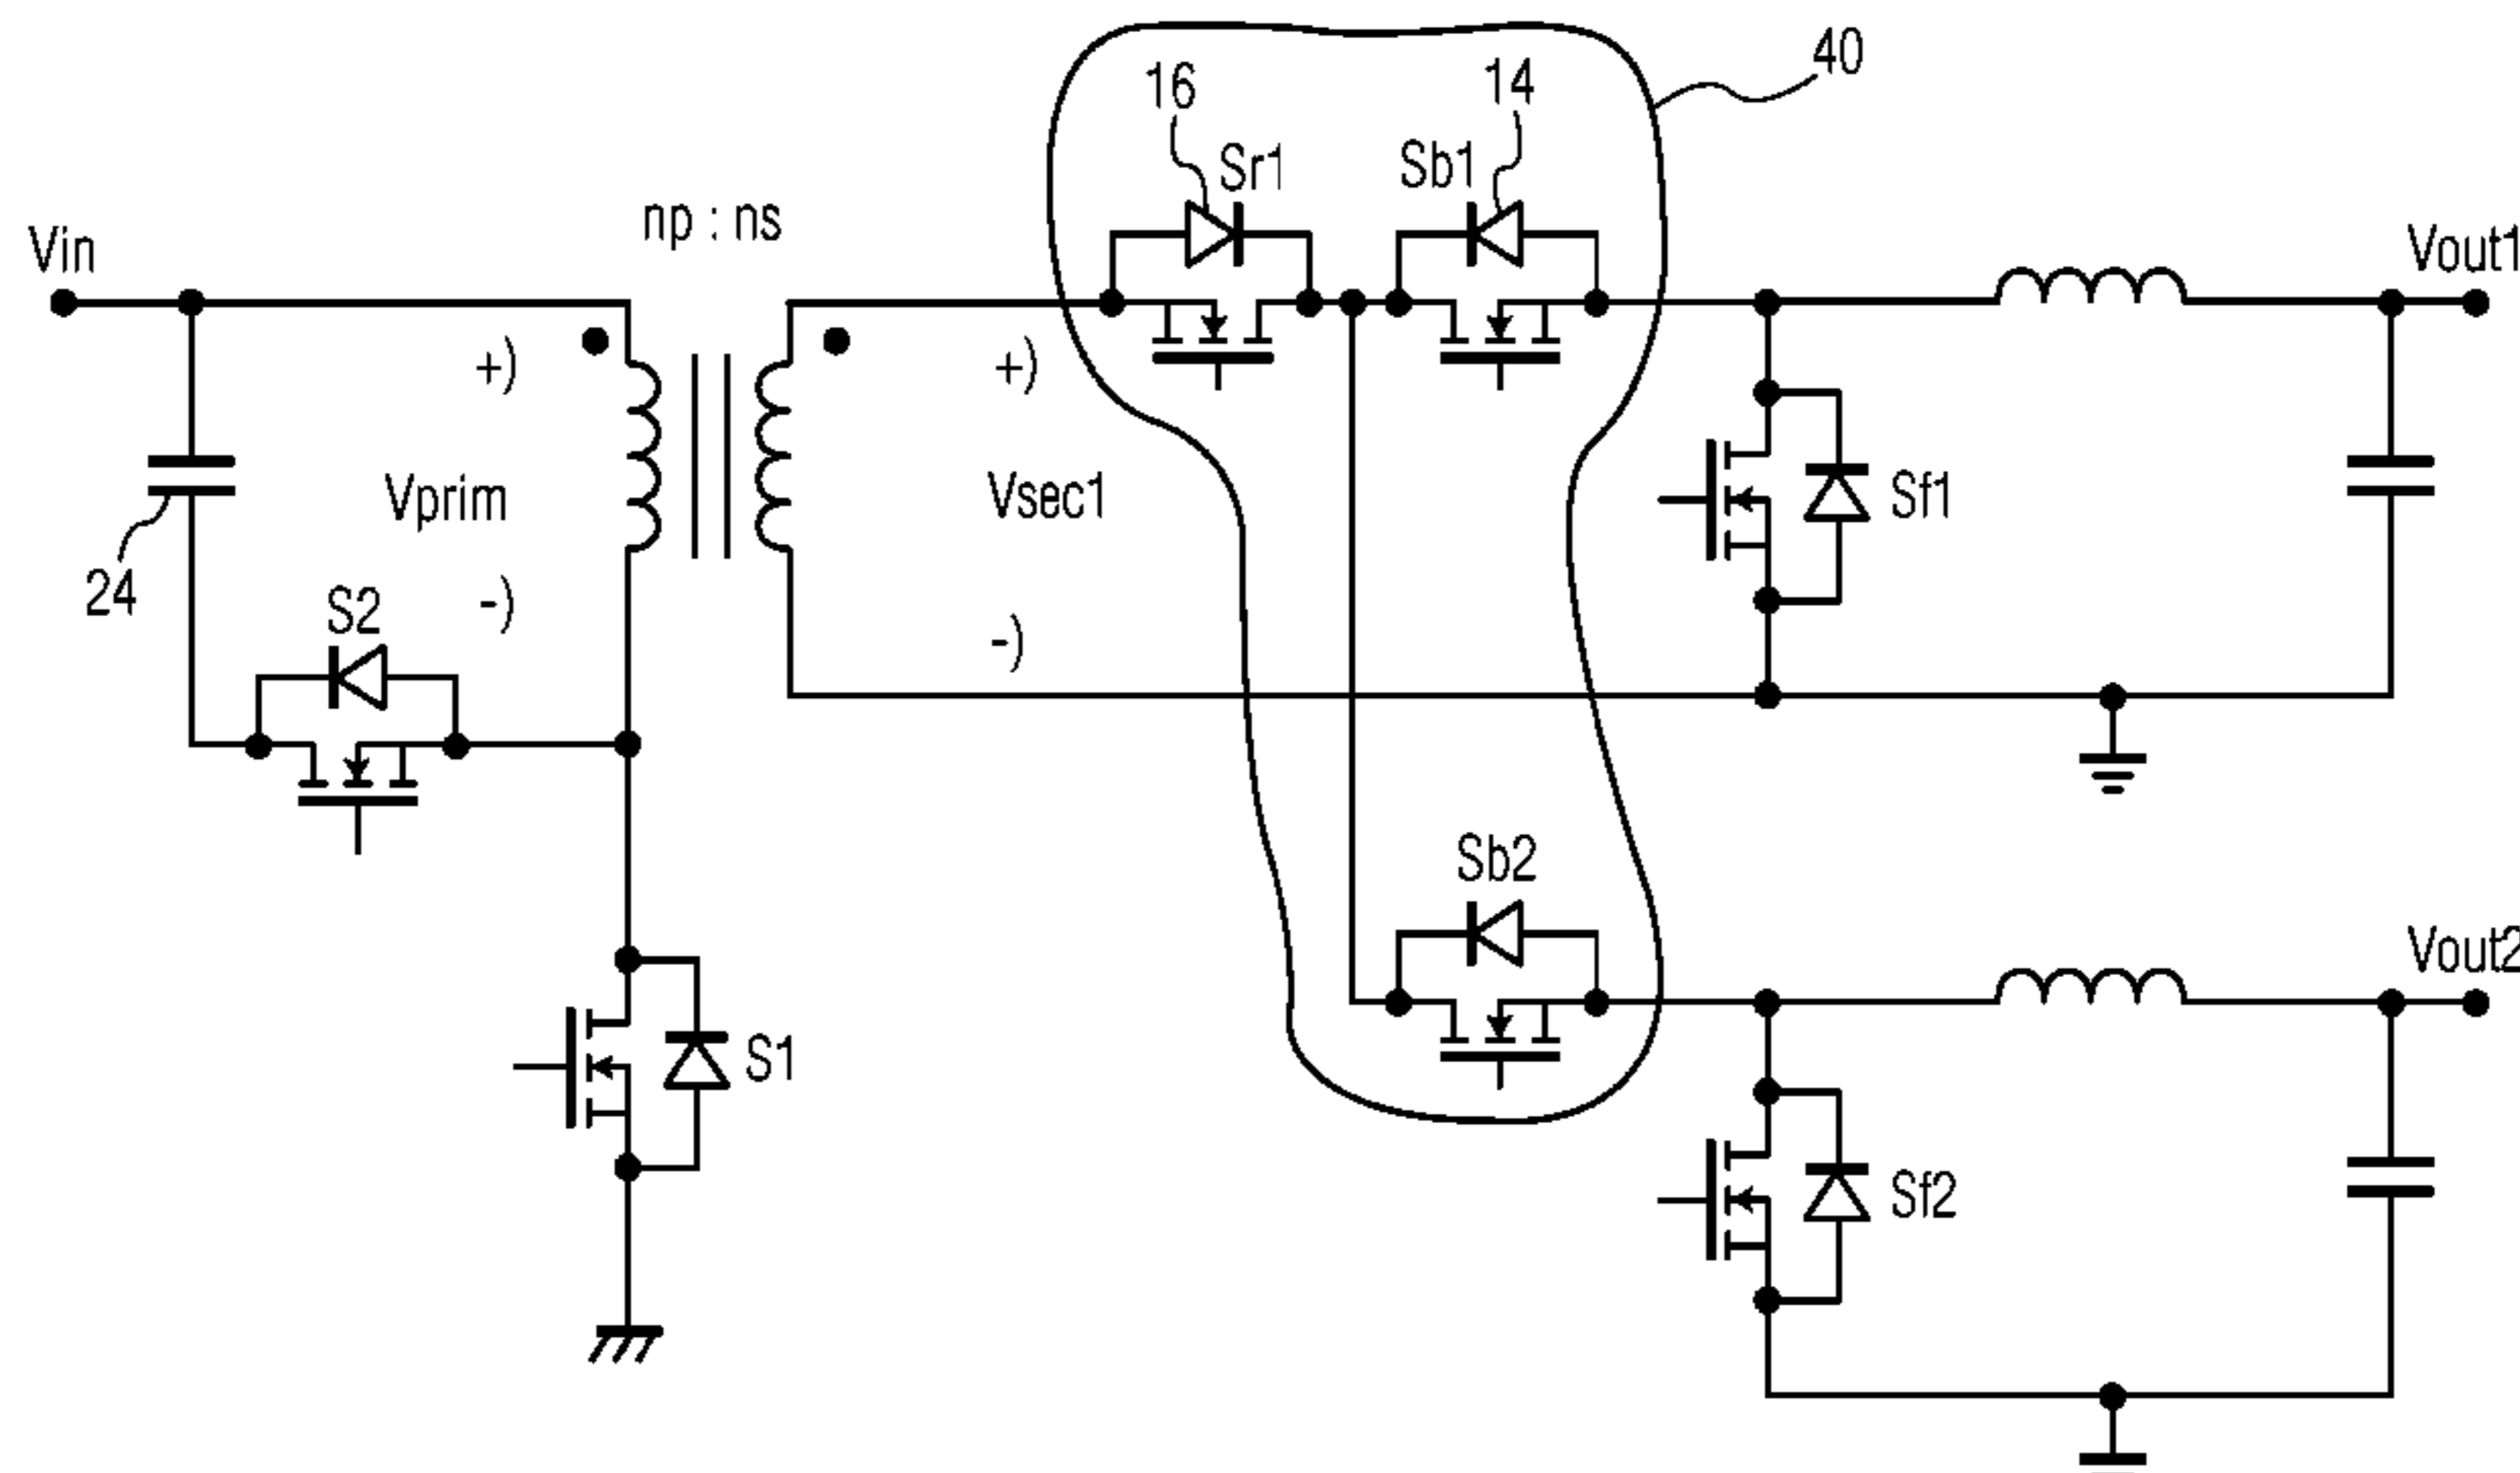 40
16
14
Sr1
Sb1
np : ns
Vin
Vout1
+)
+)
Vprim
Vsec1
Sf1
24
S2
-)
-)
Sb2
Vout2
S1
Sf2